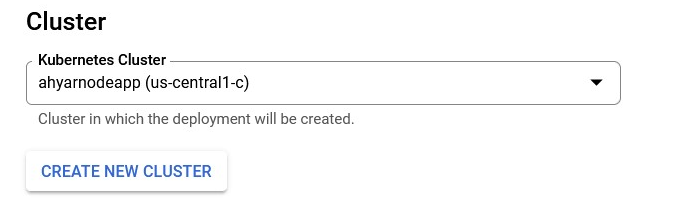 Cluster
Kubernetes Cluster
ahyarnodeapp (us-central1-c)
Cluster in which the deployment will be created.
CREATE NEW CLUSTER